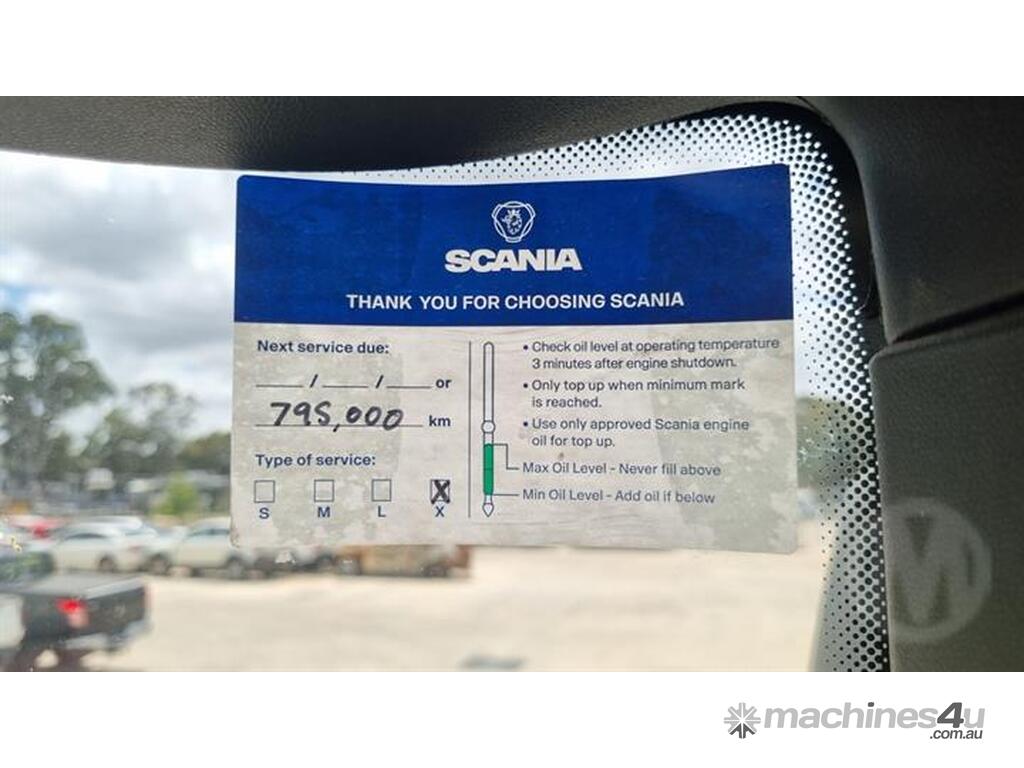 SCANIA
THANK YOU FOR CHOOSING SCANIA
Next service due:
___/___/___ or
795,000 km
Type of service:
S M L X
• Check oil level at operating temperature
3 minutes after engine shutdown.
• Only top up when minimum mark
is reached.
• Use only approved Scania engine
oil for top up.
Max Oil Level - Never fill above
Min Oil Level - Add oil if below
M
machines4u
.com.au